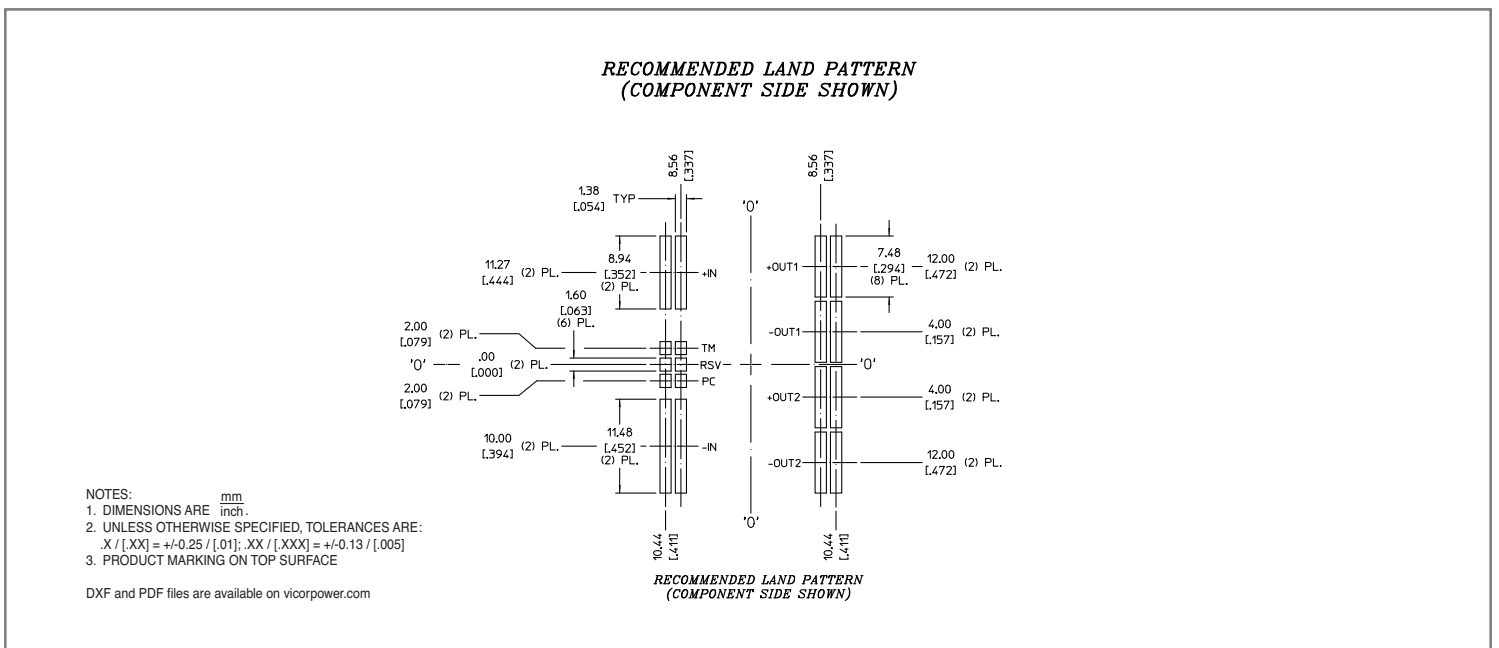 RECOMMENDED LAND PATTERN
(COMPONENT SIDE SHOWN)
8.56
[.337]
8.56
[.337]
1.38
[.054]
TYP
'0'
11.27
[.444]
(2) PL.
8.94
[.352]
(2) PL.
+IN
+OUT1
7.48
[.294]
(8) PL.
12.00
[.472]
(2) PL.
1.60
[.063]
(6) PL.
2.00
[.079]
(2) PL.
TM
-OUT1
4.00
[.157]
(2) PL.
'0'
.00
[.000]
(2) PL.
RSV
'0'
2.00
[.079]
(2) PL.
PC
+OUT2
4.00
[.157]
(2) PL.
10.00
[.394]
(2) PL.
11.48
[.452]
(2) PL.
-IN
-OUT2
12.00
[.472]
(2) PL.
'0'
10.44
[.411]
10.44
[.411]
RECOMMENDED LAND PATTERN
(COMPONENT SIDE SHOWN)
NOTES:
1. DIMENSIONS ARE mm
inch.
2. UNLESS OTHERWISE SPECIFIED, TOLERANCES ARE:
.X / [.XX] = +/-0.25 / [.01]; .XX / [.XXX] = +/-0.13 / [.005]
3. PRODUCT MARKING ON TOP SURFACE
DXF and PDF files are available on vicorpower.com